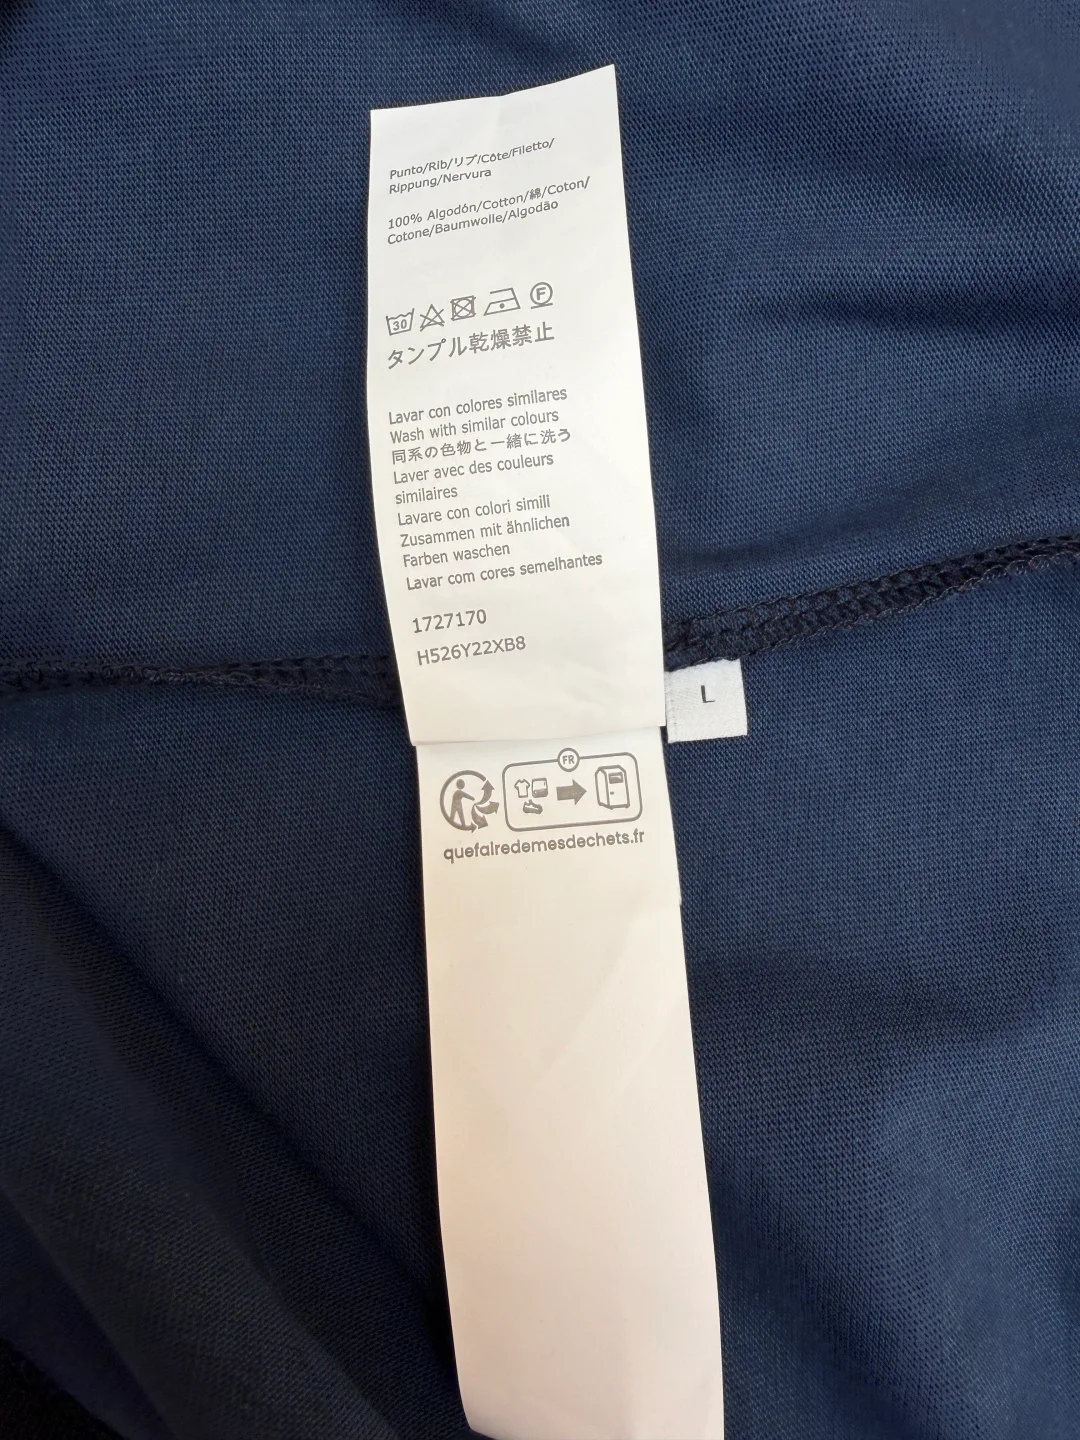 Punto/Rib/リブ/Côte/Filetto/
Rippung/Nervura
100% Algodón/Cotton/綿/Coton/
Cotone/Baumwolle/Algodão
30
F
タンブル乾燥禁止
Lavar con colores similares
Wash with similar colours
同系の色物と一緒に洗う
Laver avec des couleurs
similaires
Lavare con colori simili
Zusammen mit ähnlichen
Farben waschen
Lavar com cores semelhantes
1727170
H526Y22XB8
L
FR
quefairedemesdechets.fr